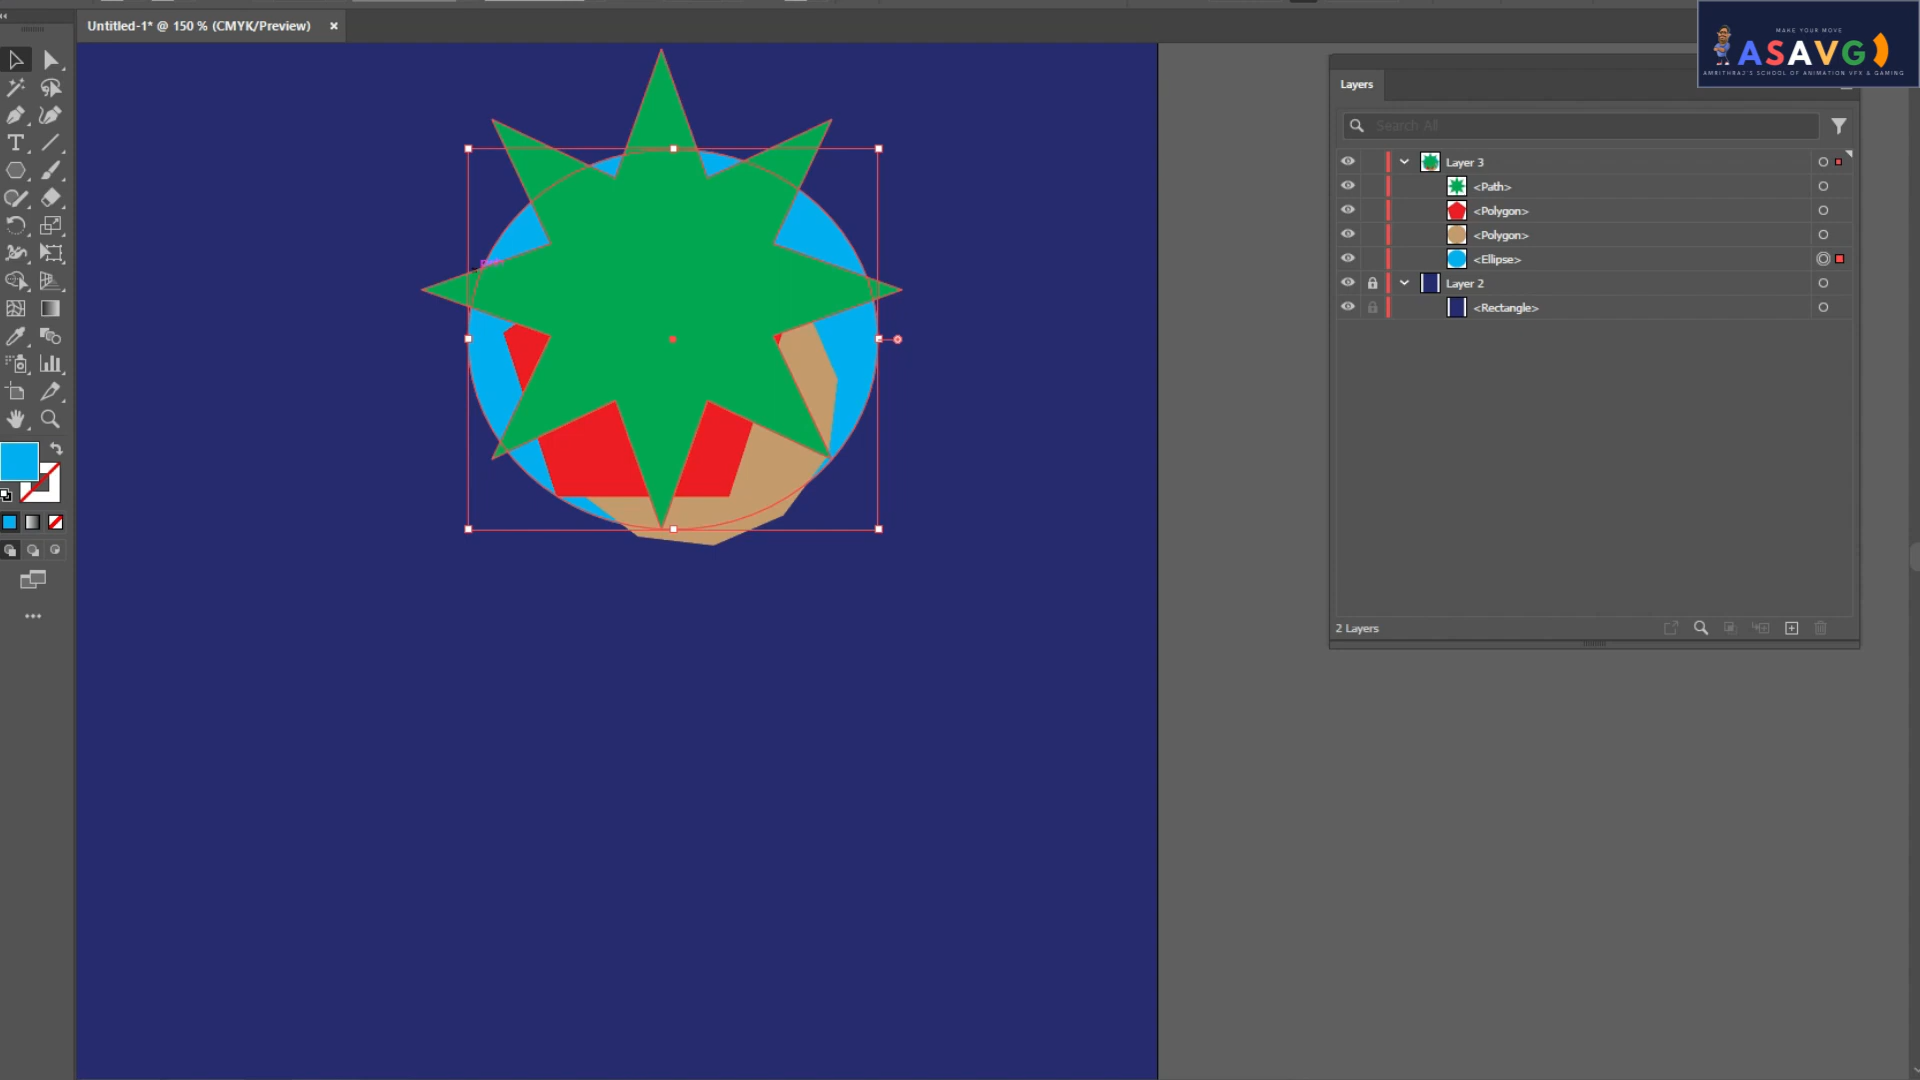 Untitled-1* @ 150 % (CMYK/Preview)
MAKE YOUR MOVE
ASAVG
AMRITHRAJ'S SCHOOL OF ANIMATION VFX & GAMING
Layers
Search All
Layer 3
<Path>
<Polygon>
<Polygon>
<Ellipse>
Layer 2
<Rectangle>
2 Layers